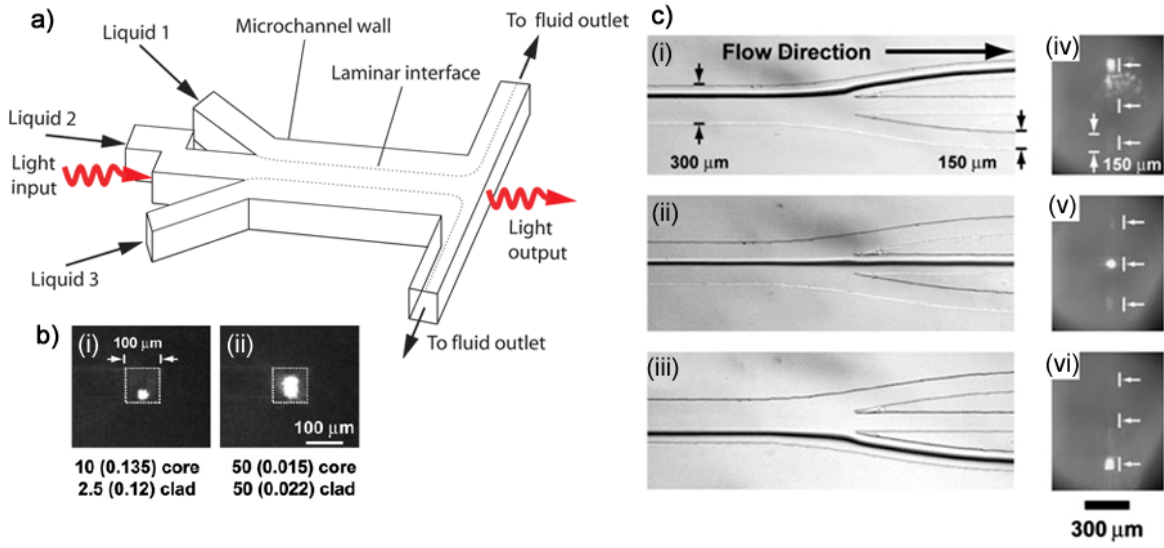 a)
Liquid 1
Microchannel wall
To fluid outlet
Laminar interface
Liquid 2
Light
input
Light
output
Liquid 3
To fluid outlet
b)
(i)
100 μm
(ii)
100 μm
10 (0.135) core
2.5 (0.12) clad
50 (0.015) core
50 (0.022) clad
c)
(i)
Flow Direction
300 μm
150 μm
(iv)
150 μm
(ii)
(v)
(iii)
(vi)
300 μm